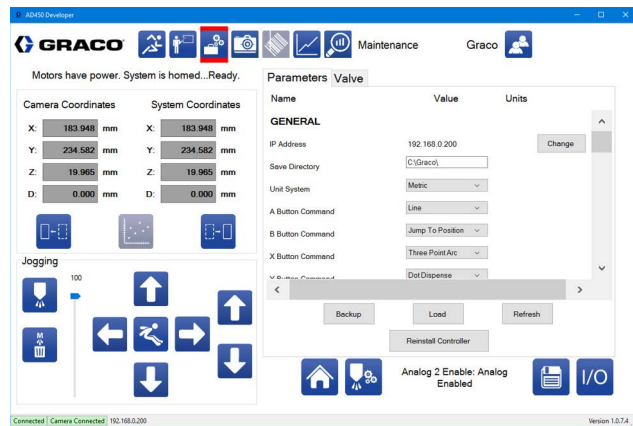 AD450 Developer
GRACO
Maintenance
Graco
Motors have power. System is homed...Ready.
Camera Coordinates
System Coordinates
X: 183.948 mm X: 183.948 mm
Y: 234.582 mm Y: 234.582 mm
Z: 19.965 mm Z: 19.965 mm
D: 0.000 mm D: 0.000 mm
Jogging
100
M
Parameters Valve
Name Value Units
GENERAL
IP Address 192.168.0.200 Change
Save Directory C:\Graco\
Unit System Metric
A Button Command Line
B Button Command Jump To Position
X Button Command Three Point Arc
Y Button Command Dot Dispense
Backup Load Refresh
Reinstall Controller
Analog 2 Enable: Analog
Enabled
I/O
Connected Camera Connected 192.168.0.200
Version 1.0.7.4